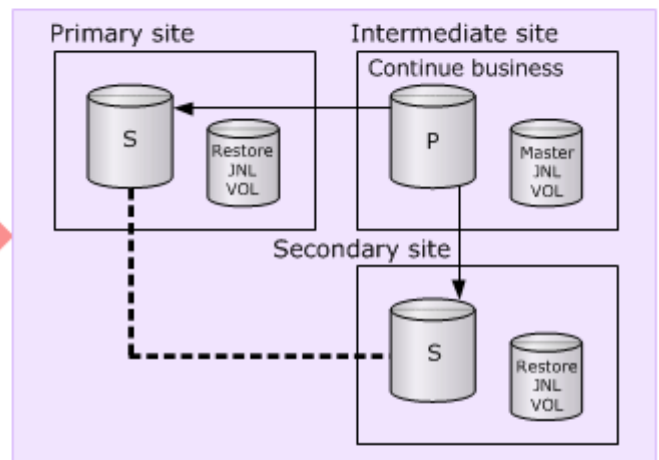 Primary site
Intermediate site
Continue business
S
Restore
JNL
VOL
P
Master
JNL
VOL
Secondary site
S
Restore
JNL
VOL